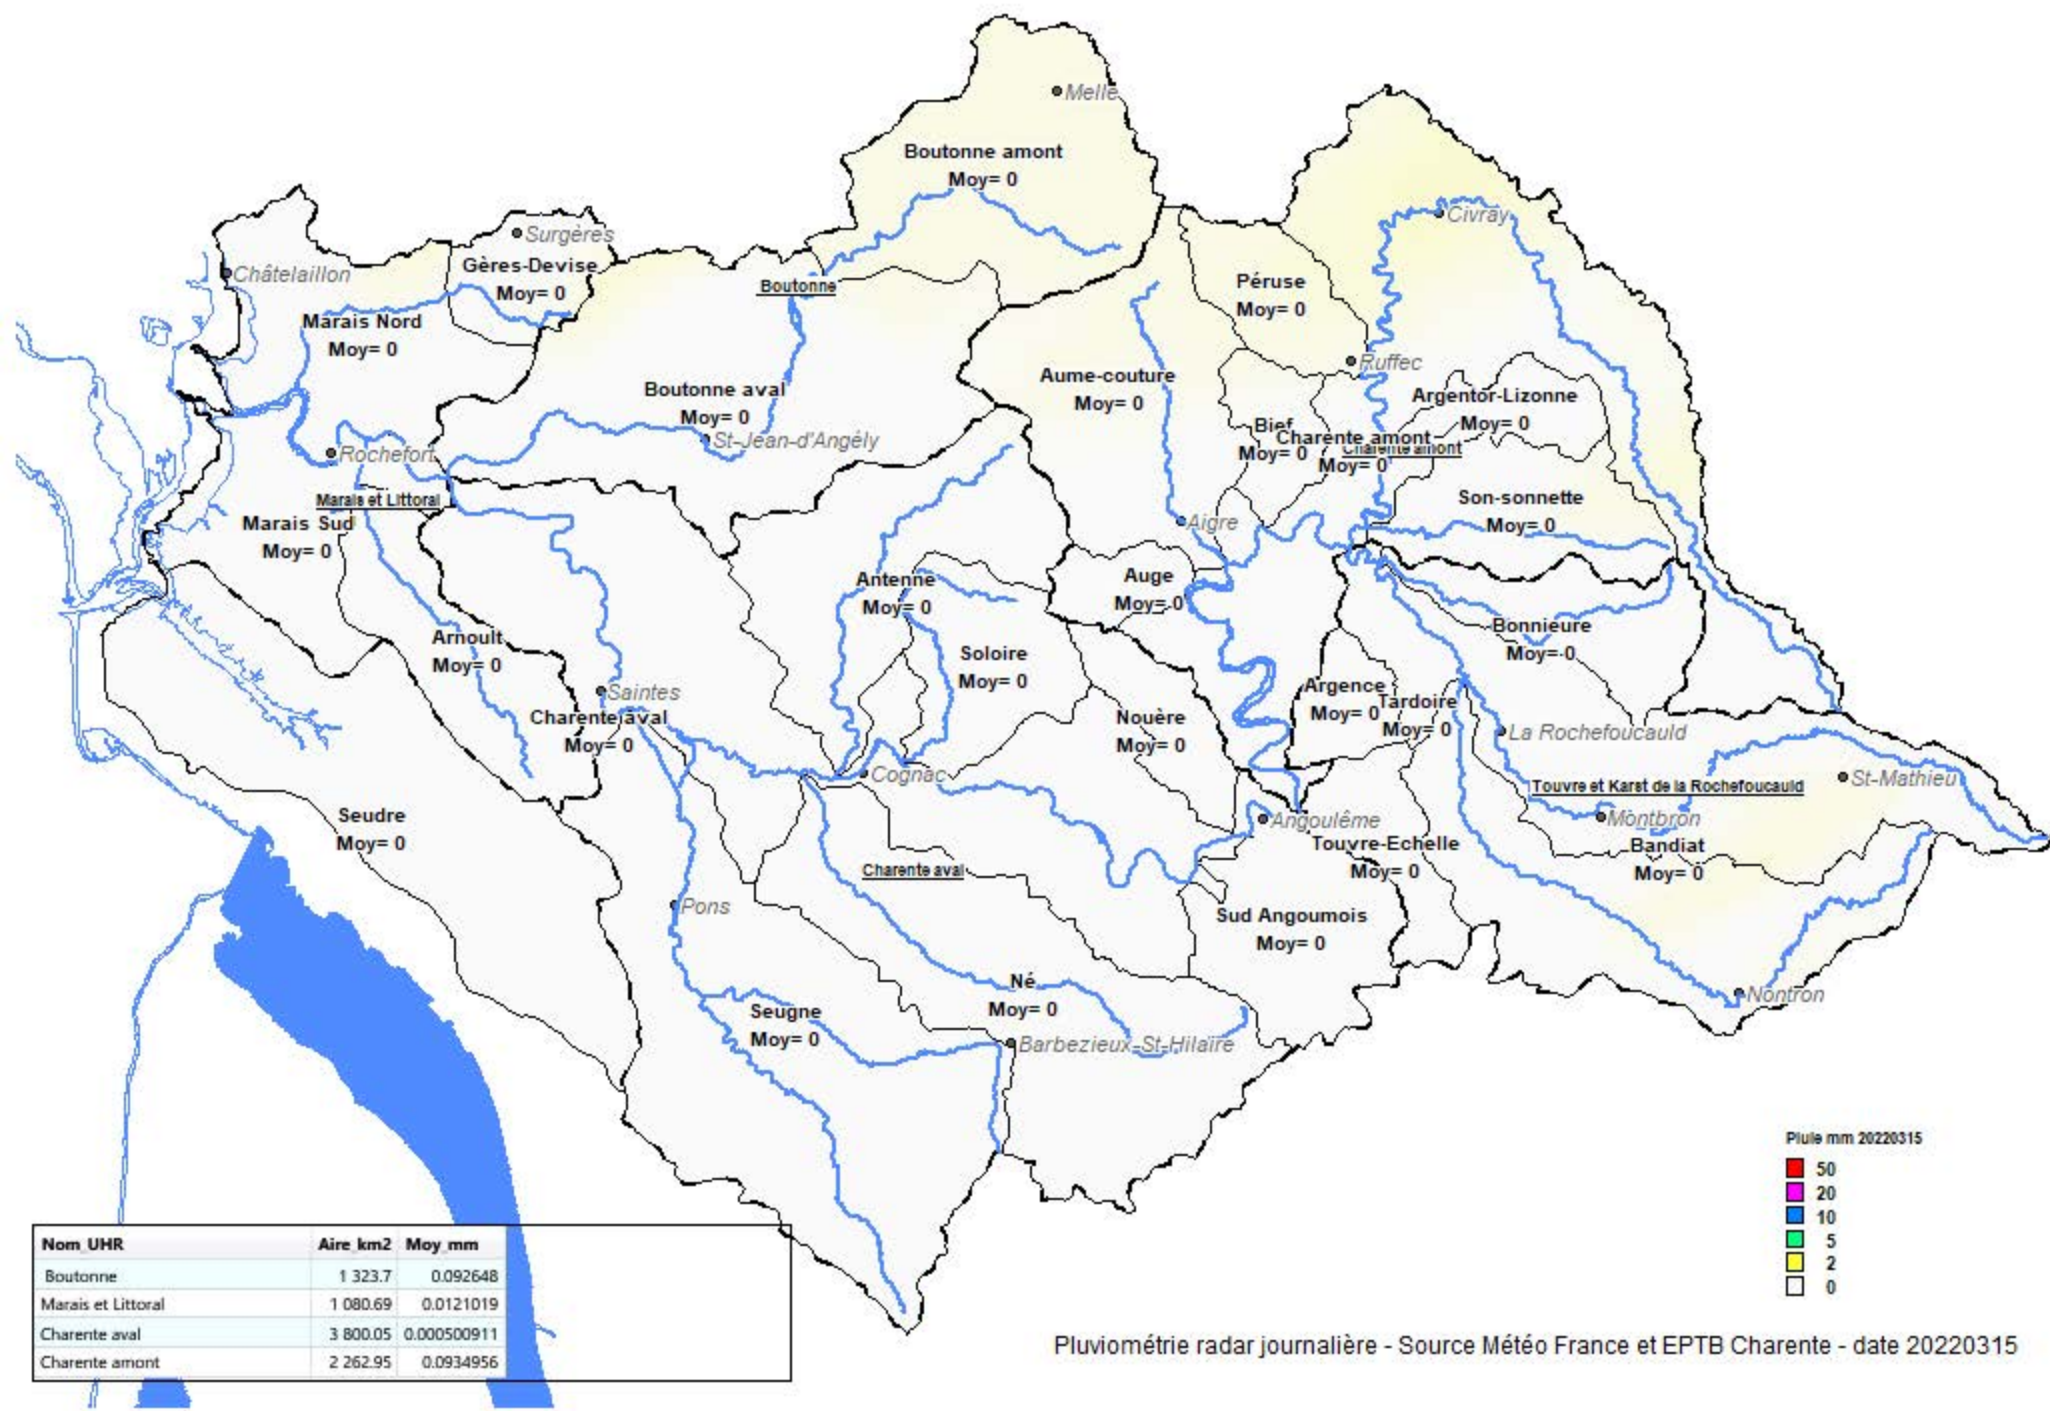 Melle
Boutonne amont
Moy= 0
Civray
Surgères
Châtelaillon
Gères-Devise
Moy= 0
Boutonne
Péruse
Moy= 0
Marais Nord
Moy= 0
Ruffec
Aume-couture
Moy= 0
Boutonne aval
Moy= 0
Argentor-Lizonne
Moy= 0
St-Jean-d'Angély
Bief
Moy= 0
Charente amont
Moy= 0
Charente amont
Rochefort
Marais et Littoral
Son-sonnette
Moy= 0
Marais Sud
Moy= 0
Aigre
Antenne
Moy= 0
Auge
Moy= 0
Bonnieure
Moy= 0
Arnoult
Moy= 0
Soloire
Moy= 0
Saintes
Argence
Moy= 0
Tardoire
Moy= 0
Charente aval
Moy= 0
Nouère
Moy= 0
La Rochefoucauld
Cognac
St-Mathieu
Touvre et Karst de la Rochefoucauld
Seudre
Moy= 0
Angoulême
Montbron
Touvre-Echelle
Moy= 0
Bandiat
Moy= 0
Charente aval
Pons
Sud Angoumois
Moy= 0
Né
Moy= 0
Nontron
Seugne
Moy= 0
Barbezieux-St-Hilaire
Pluie mm 20220315
50
20
10
5
2
0
Nom_UHR Aire_km2 Moy_mm
Boutonne 1 323.7 0.092648
Marais et Littoral 1 080.69 0.0121019
Charente aval 3 800.05 0.000500911
Charente amont 2 262.95 0.0934956
Pluviométrie radar journalière - Source Météo France et EPTB Charente - date 20220315